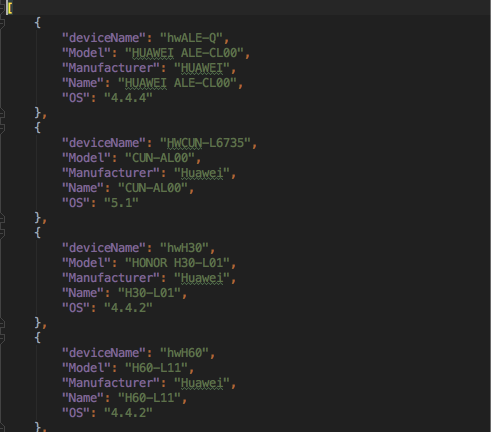 [
{
"deviceName": "hwALE-Q",
"Model": "HUAWEI ALE-CL00",
"Manufacturer": "HUAWEI",
"Name": "HUAWEI ALE-CL00",
"OS": "4.4.4"
},
{
"deviceName": "HWCUN-L6735",
"Model": "CUN-AL00",
"Manufacturer": "Huawei",
"Name": "CUN-AL00",
"OS": "5.1"
},
{
"deviceName": "hwH30",
"Model": "HONOR H30-L01",
"Manufacturer": "Huawei",
"Name": "H30-L01",
"OS": "4.4.2"
},
{
"deviceName": "hwH60",
"Model": "H60-L11",
"Manufacturer": "Huawei",
"Name": "H60-L11",
"OS": "4.4.2"
},